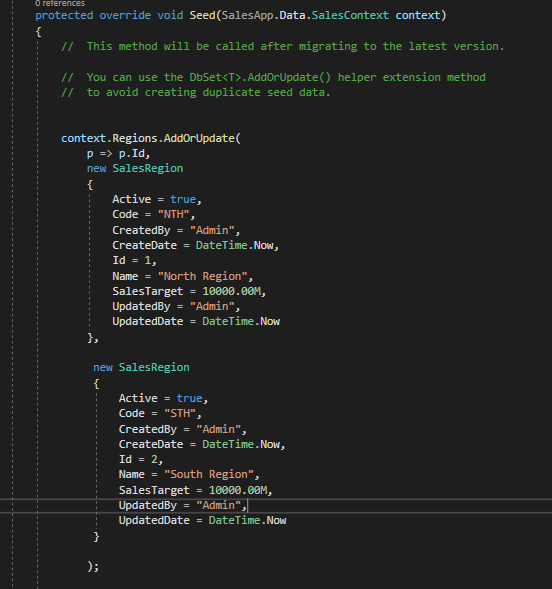 0 references
protected override void Seed(SalesApp.Data.SalesContext context)
{
// This method will be called after migrating to the latest version.
// You can use the DbSet<T>.AddOrUpdate() helper extension method
// to avoid creating duplicate seed data.
context.Regions.AddOrUpdate(
p => p.Id,
new SalesRegion
{
Active = true,
Code = "NTH",
CreatedBy = "Admin",
CreateDate = DateTime.Now,
Id = 1,
Name = "North Region",
SalesTarget = 10000.00M,
UpdatedBy = "Admin",
UpdatedDate = DateTime.Now
},
new SalesRegion
{
Active = true,
Code = "STH",
CreatedBy = "Admin",
CreateDate = DateTime.Now,
Id = 2,
Name = "South Region",
SalesTarget = 10000.00M,
UpdatedBy = "Admin",
UpdatedDate = DateTime.Now
}
);